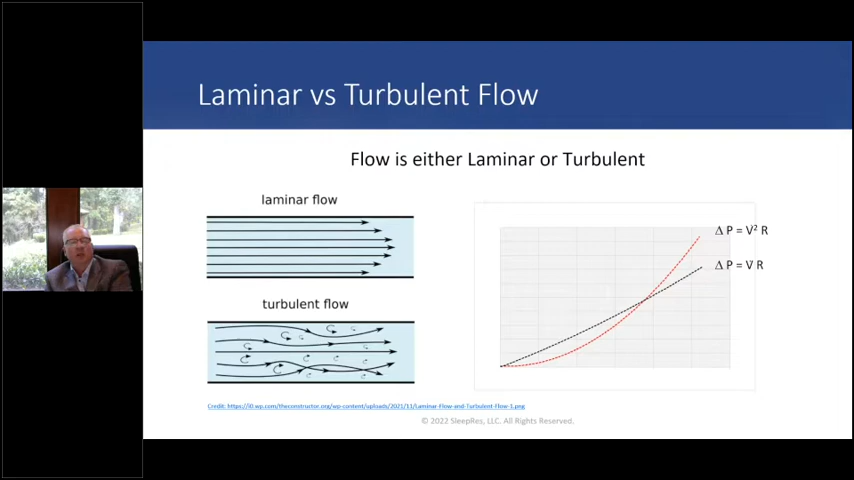 Laminar vs Turbulent Flow
Flow is either Laminar or Turbulent
laminar flow
turbulent flow
Δ P = V² R
Δ P = V̇ R
Credit: https://i0.wp.com/theconstructor.org/wp-content/uploads/2021/11/Laminar-Flow-and-Turbulent-Flow-1.png
© 2022 SleepRes, LLC. All Rights Reserved.